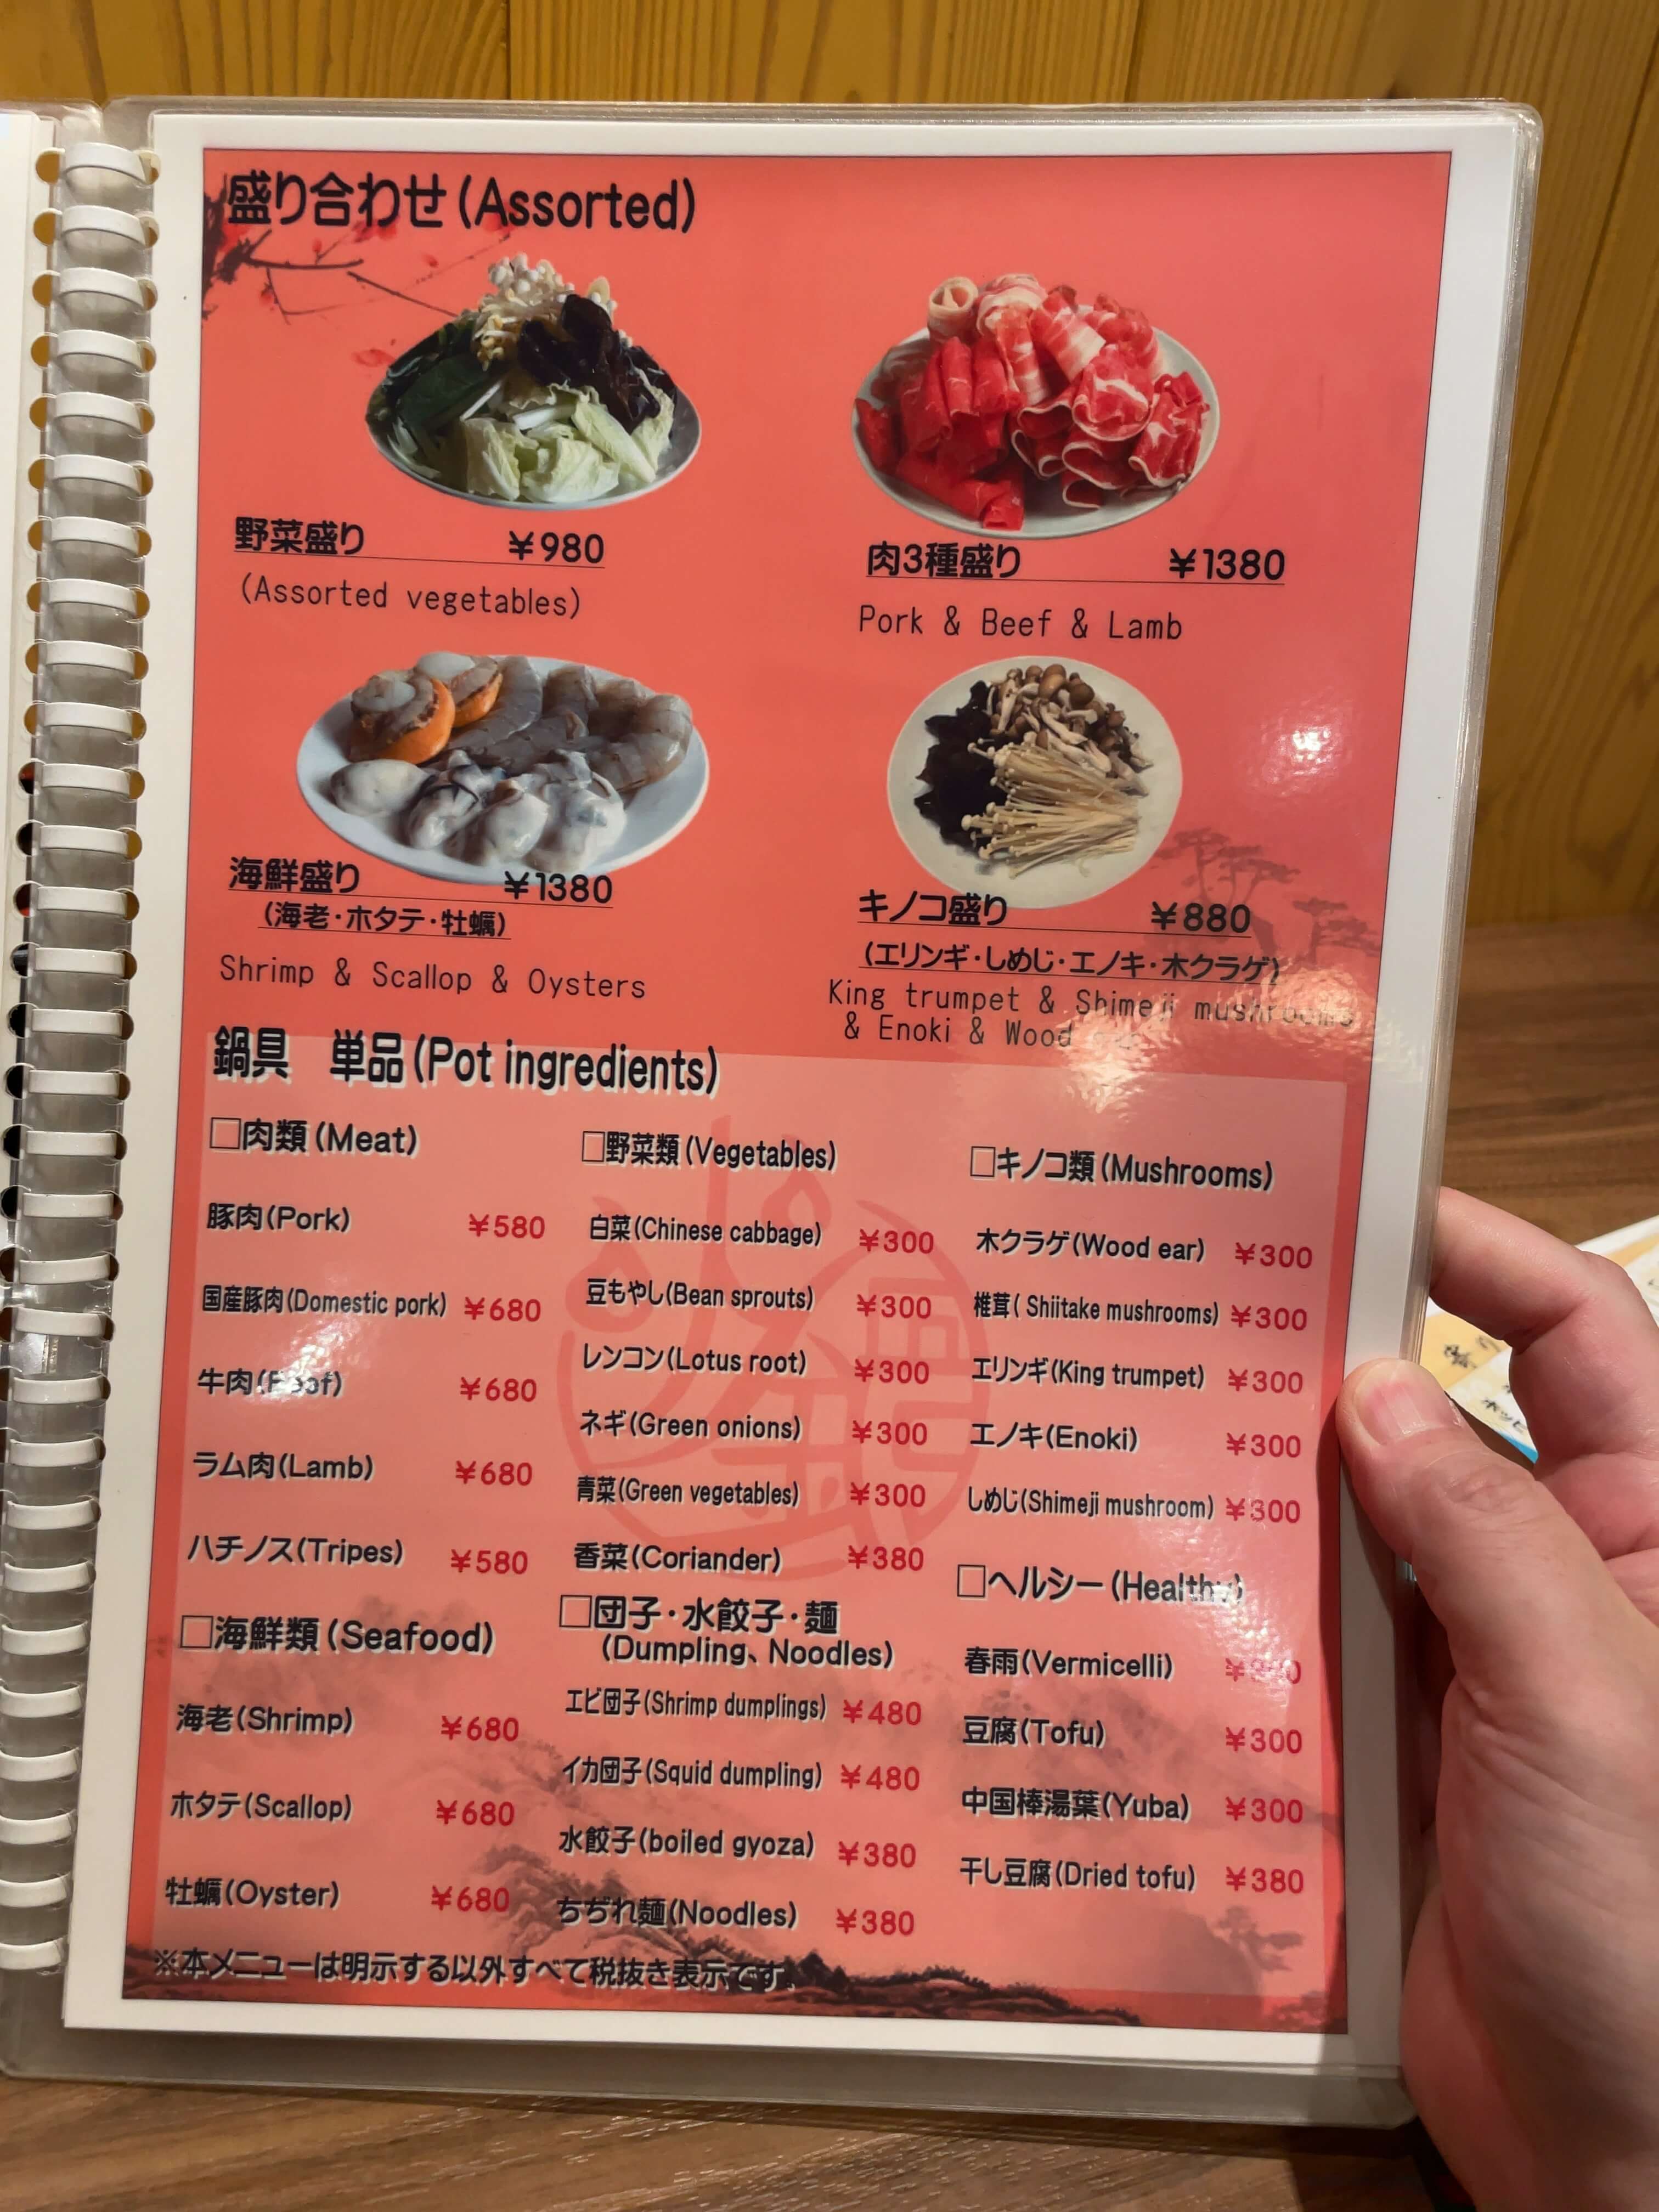 盛り合わせ(Assorted)
野菜盛り ￥980
(Assorted vegetables)
肉3種盛り ￥1380
Pork & Beef & Lamb
海鮮盛り ￥1380
(海老・ホタテ・牡蠣)
Shrimp & Scallop & Oysters
キノコ盛り ￥880
(エリンギ・しめじ・エノキ・木クラゲ)
King trumpet & Shimeji mushrooms
& Enoki & Wood
鍋具 単品(Pot ingredients)
□肉類(Meat)
豚肉(Pork) ￥580
国産豚肉(Domestic pork) ￥680
牛肉(Beef) ￥680
ラム肉(Lamb) ￥680
ハチノス(Tripes) ￥580
□海鮮類(Seafood)
海老(Shrimp) ￥680
ホタテ(Scallop) ￥680
牡蠣(Oyster) ￥680
□野菜類(Vegetables)
白菜(Chinese cabbage) ￥300
豆もやし(Bean sprouts) ￥300
レンコン(Lotus root) ￥300
ネギ(Green onions) ￥300
青菜(Green vegetables) ￥300
香菜(Coriander) ￥380
□団子・水餃子・麺
(Dumpling、Noodles)
エビ団子(Shrimp dumplings) ￥480
イカ団子(Squid dumpling) ￥480
水餃子(boiled gyoza) ￥380
ちぢれ麺(Noodles) ￥380
□キノコ類(Mushrooms)
木クラゲ(Wood ear) ￥300
椎茸( Shiitake mushrooms) ￥300
エリンギ(King trumpet) ￥300
エノキ(Enoki) ￥300
しめじ(Shimeji mushroom) ￥300
□ヘルシー(Healthy)
春雨(Vermicelli)
豆腐(Tofu) ￥300
中国棒湯葉(Yuba) ￥300
干し豆腐(Dried tofu) ￥380
※本メニューは明示する以外すべて税抜き表示です。